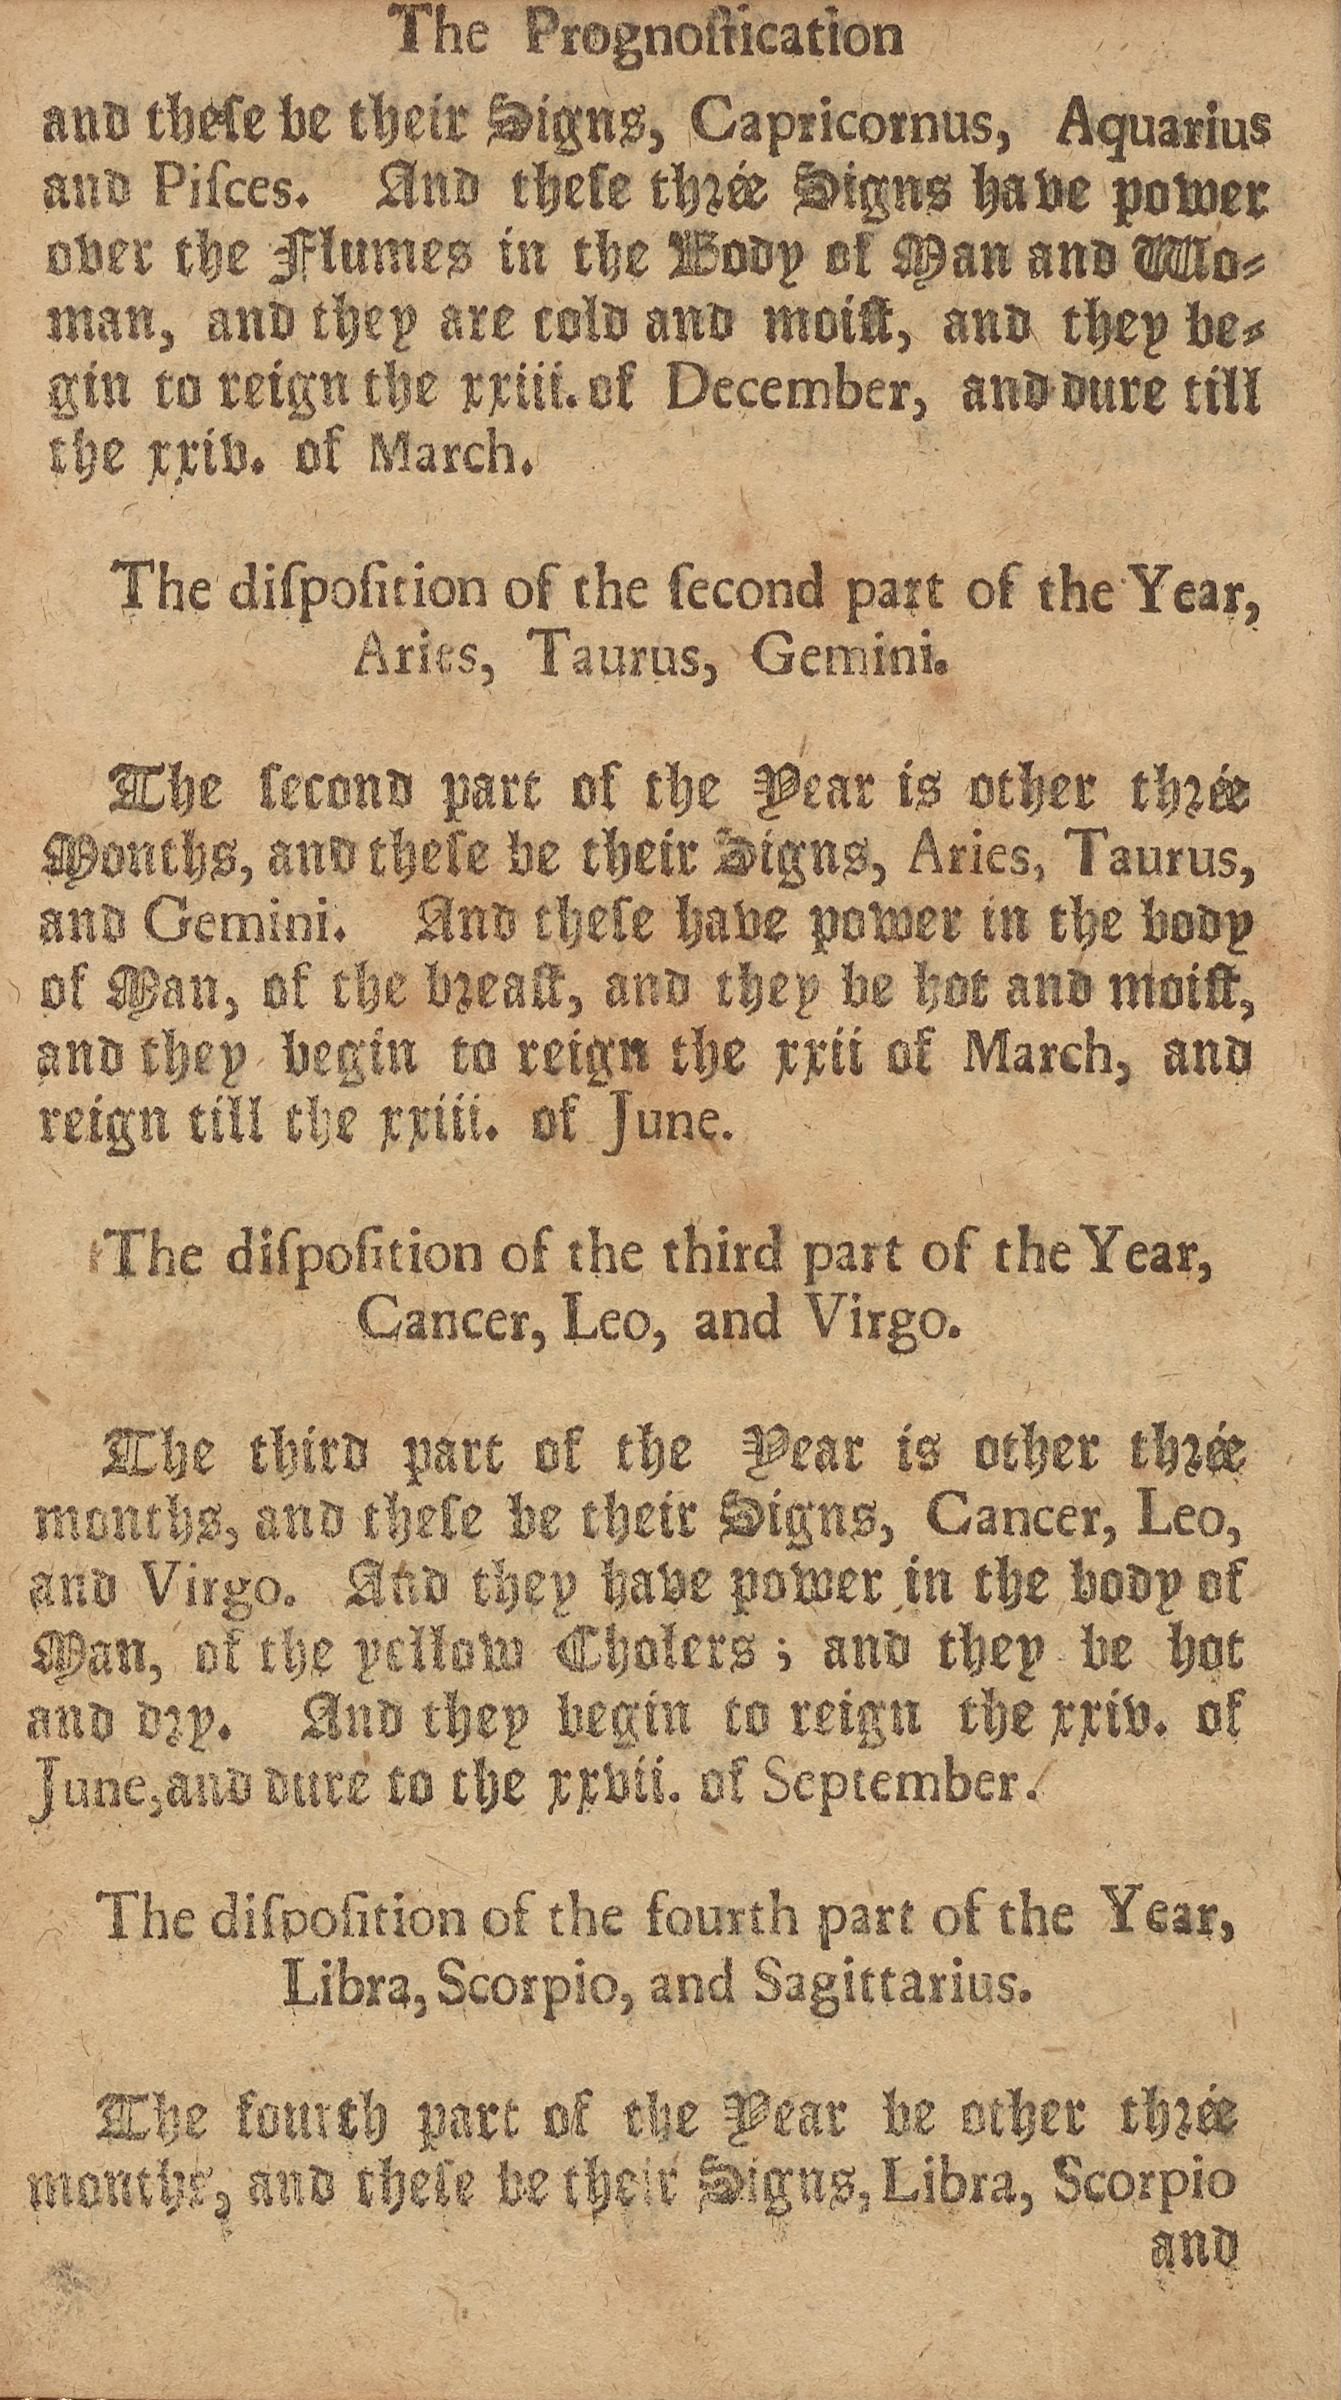 The Prognoſtication
and theſe be their Signs, Capricornus, Aquarius
and Piſces. And theſe thrée Signs have power
over the Flumes in the Body of Man and Wo⸗
man, and they are cold and moiſt, and they be⸗
gin to reign the xxiii. of December, and dure till
the xxiv. of March.
The diſpoſition of the ſecond part of the Year,
Aries, Taurus, Gemini.
The ſecond part of the Year is other thrée
Months, and theſe be their Signs, Aries, Taurus,
and Gemini. And theſe have power in the body
of Man, of the breaſt, and they be hot and moiſt,
and they begin to reign the xxii of March, and
reign till the xxiii. of June.
The diſpoſition of the third part of the Year,
Cancer, Leo, and Virgo.
The third part of the Year is other thrée
months, and theſe be their Signs, Cancer, Leo,
and Virgo. And they have power in the body of
Man, of the yellow Cholers; and they be hot
and dry. And they begin to reign the xxiv. of
June, and dure to the xxvii. of September.
The diſpoſition of the fourth part of the Year,
Libra, Scorpio, and Sagittarius.
The fourth part of the Year be other thrée
months, and theſe be their Signs, Libra, Scorpio
and